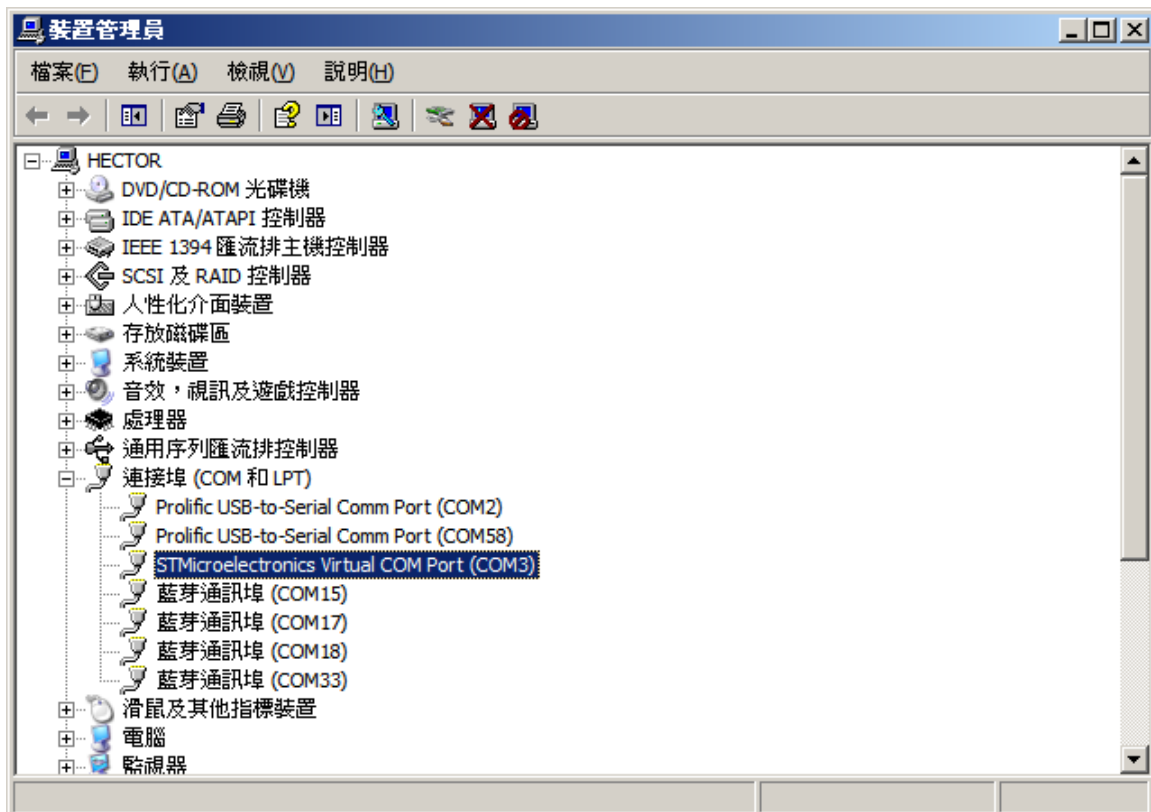 裝置管理員
檔案(F) 執行(A) 檢視(V) 說明(H)
HECTOR
DVD/CD-ROM 光碟機
IDE ATA/ATAPI 控制器
IEEE 1394 匯流排主機控制器
SCSI 及 RAID 控制器
人性化介面裝置
存放磁碟區
系統裝置
音效，視訊及遊戲控制器
處理器
通用序列匯流排控制器
連接埠 (COM 和 LPT)
Prolific USB-to-Serial Comm Port (COM2)
Prolific USB-to-Serial Comm Port (COM58)
STMicroelectronics Virtual COM Port (COM3)
藍芽通訊埠 (COM15)
藍芽通訊埠 (COM17)
藍芽通訊埠 (COM18)
藍芽通訊埠 (COM33)
滑鼠及其他指標裝置
電腦
監視器